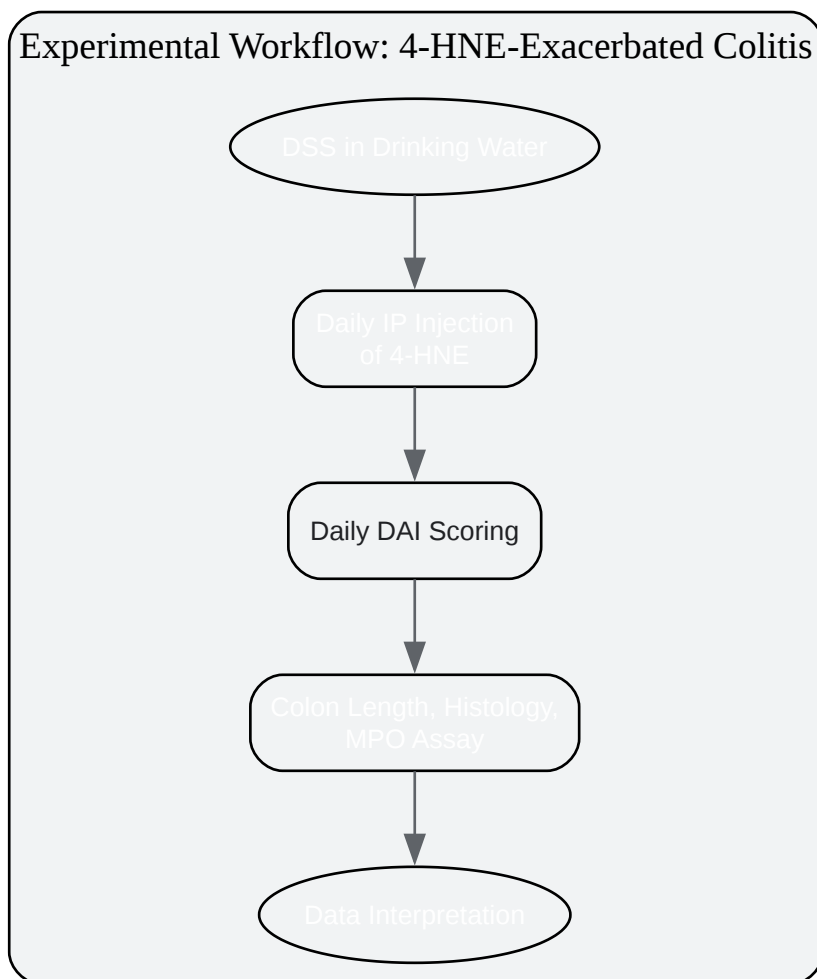 Experimental Workflow: 4-HNE-Exacerbated Colitis
DSS in Drinking Water
Daily IP Injection
of 4-HNE
Daily DAI Scoring
Colon Length, Histology,
MPO Assay
Data Interpretation